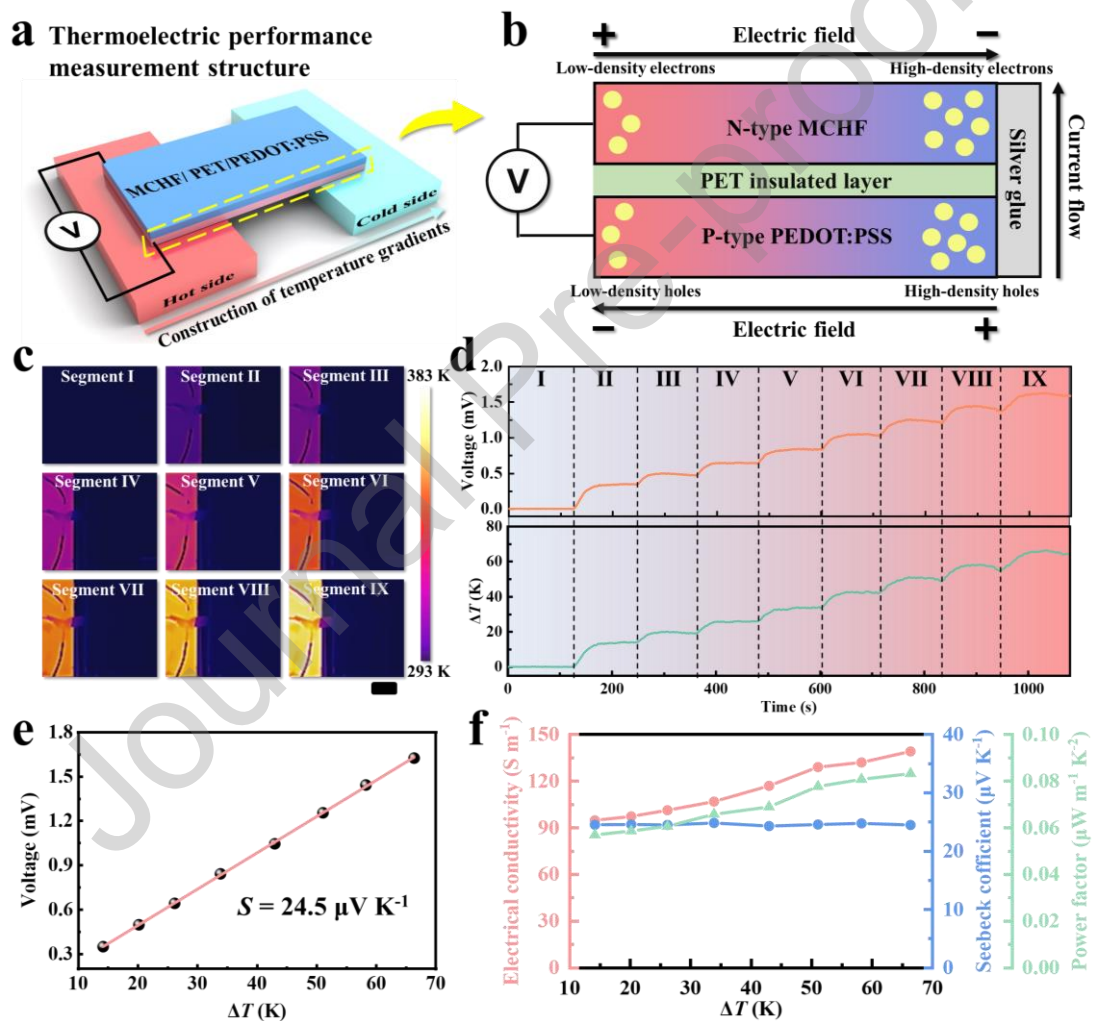 a Thermoelectric performance
measurement structure
MCHF/ PET/PEDOT:PSS
V
Hot side
Cold side
Construction of temperature gradients
b
+ Electric field −
Low-density electrons High-density electrons
N-type MCHF
V
PET insulated layer
P-type PEDOT:PSS
Silver glue
Current flow
Low-density holes High-density holes
− Electric field +
c
Segment I Segment II Segment III
Segment IV Segment V Segment VI
Segment VII Segment VIII Segment IX
383 K
293 K
d
I II III IV V VI VII VIII IX
Voltage (mV)
2.0
1.5
1.0
0.5
0.0
ΔT (K)
80
60
40
20
0
0 200 400 600 800 1000
Time (s)
e
Voltage (mV)
1.8
1.5
1.2
0.9
0.6
0.3
S = 24.5 μV K-1
10 20 30 40 50 60 70
ΔT (K)
f
Electrical conductivity (S m-1)
150
120
90
60
30
0
10 20 30 40 50 60 70
ΔT (K)
40
30
20
10
0
Seebeck cofficient (μV K-1)
0.10
0.08
0.06
0.04
0.02
0.00
Power factor (μW m-1 K-2)
Journal Pre-proo